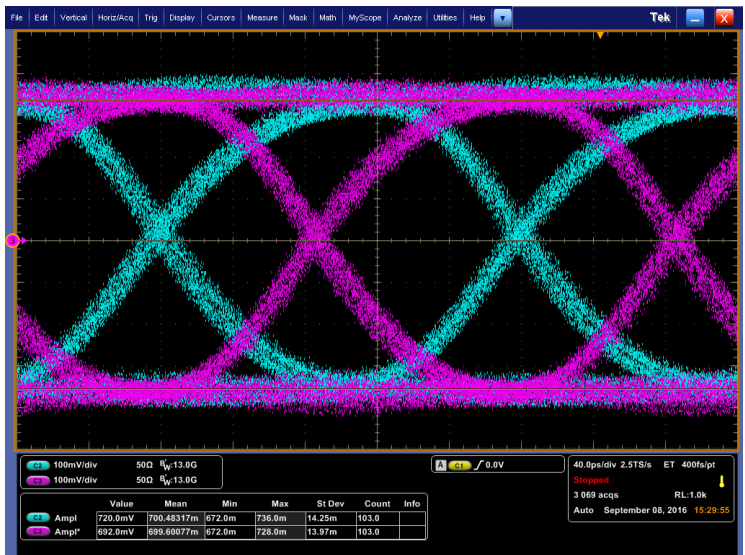 File Edit Vertical Horiz/Acq Trig Display Cursors Measure Mask Math MyScope Analyze Utilities Help Tek X
3
C2 100mV/div 50Ω BW:13.0G
C3 100mV/div 50Ω BW:13.0G
A C1 ∫ 0.0V
40.0ps/div 2.5TS/s ET 400fs/pt
Stopped
3 069 acqs RL:1.0k
Auto September 08, 2016 15:29:55
Value Mean Min Max St Dev Count Info
C2 Ampl 720.0mV 700.48317m 672.0m 736.0m 14.25m 103.0
C3 Ampl* 692.0mV 699.60077m 672.0m 728.0m 13.97m 103.0